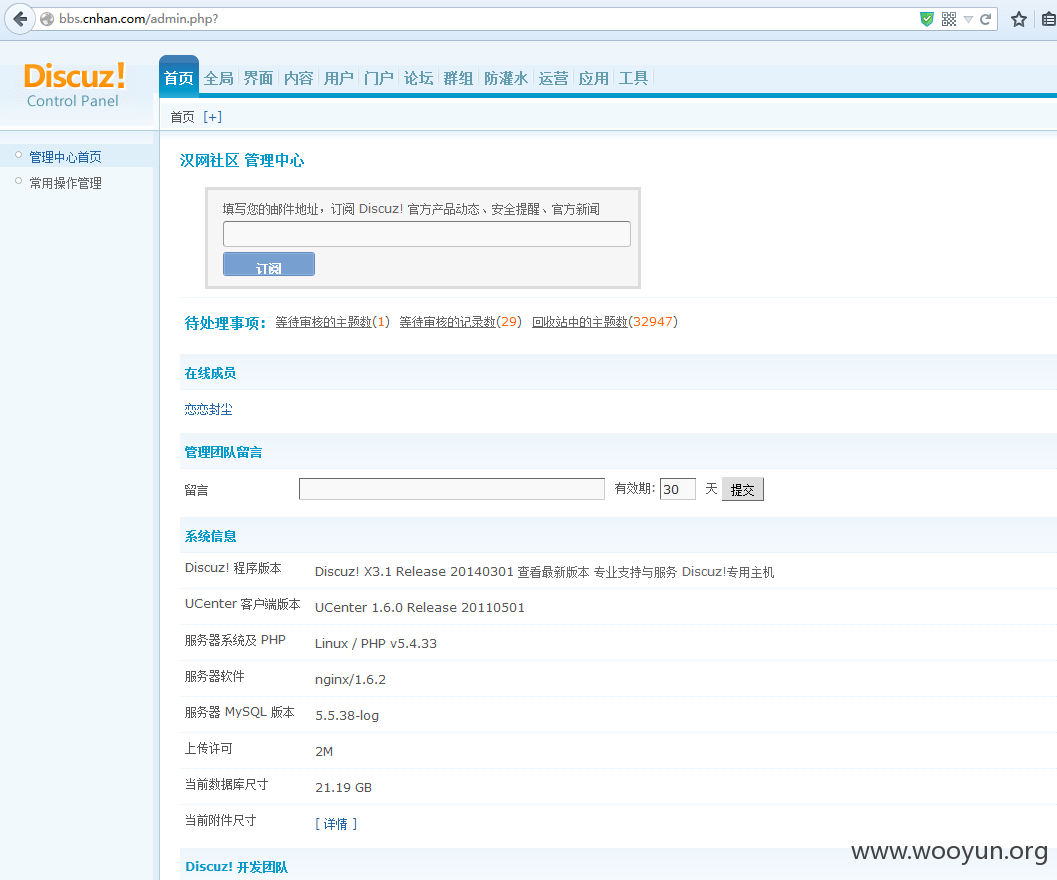 bbs.cnhan.com/admin.php?
Discuz!
Control Panel
首页 全局 界面 内容 用户 门户 论坛 群组 防灌水 运营 应用 工具
首页 [+]
管理中心首页
常用操作管理
汉网社区 管理中心
填写您的邮件地址，订阅 Discuz! 官方产品动态、安全提醒、官方新闻
订阅
待处理事项: 等待审核的主题数(1) 等待审核的记录数(29) 回收站中的主题数(32947)
在线成员
恋恋封尘
管理团队留言
留言 有效期: 30 天 提交
系统信息
Discuz! 程序版本 Discuz! X3.1 Release 20140301 查看最新版本 专业支持与服务 Discuz!专用主机
UCenter 客户端版本 UCenter 1.6.0 Release 20110501
服务器系统及 PHP Linux / PHP v5.4.33
服务器软件 nginx/1.6.2
服务器 MySQL 版本 5.5.38-log
上传许可 2M
当前数据库尺寸 21.19 GB
当前附件尺寸 [ 详情 ]
Discuz! 开发团队
www.wooyun.org